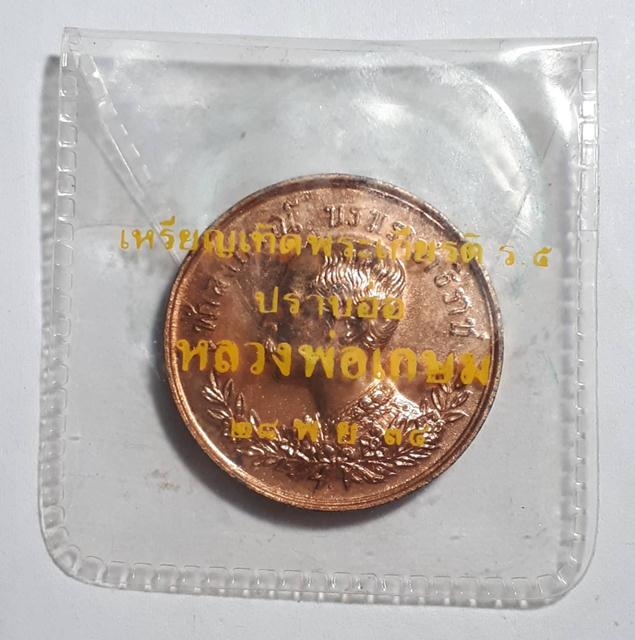 เหรียญเทิดพระเกียรติ ร.๕
ปราบฮ่อ
หลวงพ่อเกษม
๒๘ พ ย ๓๔